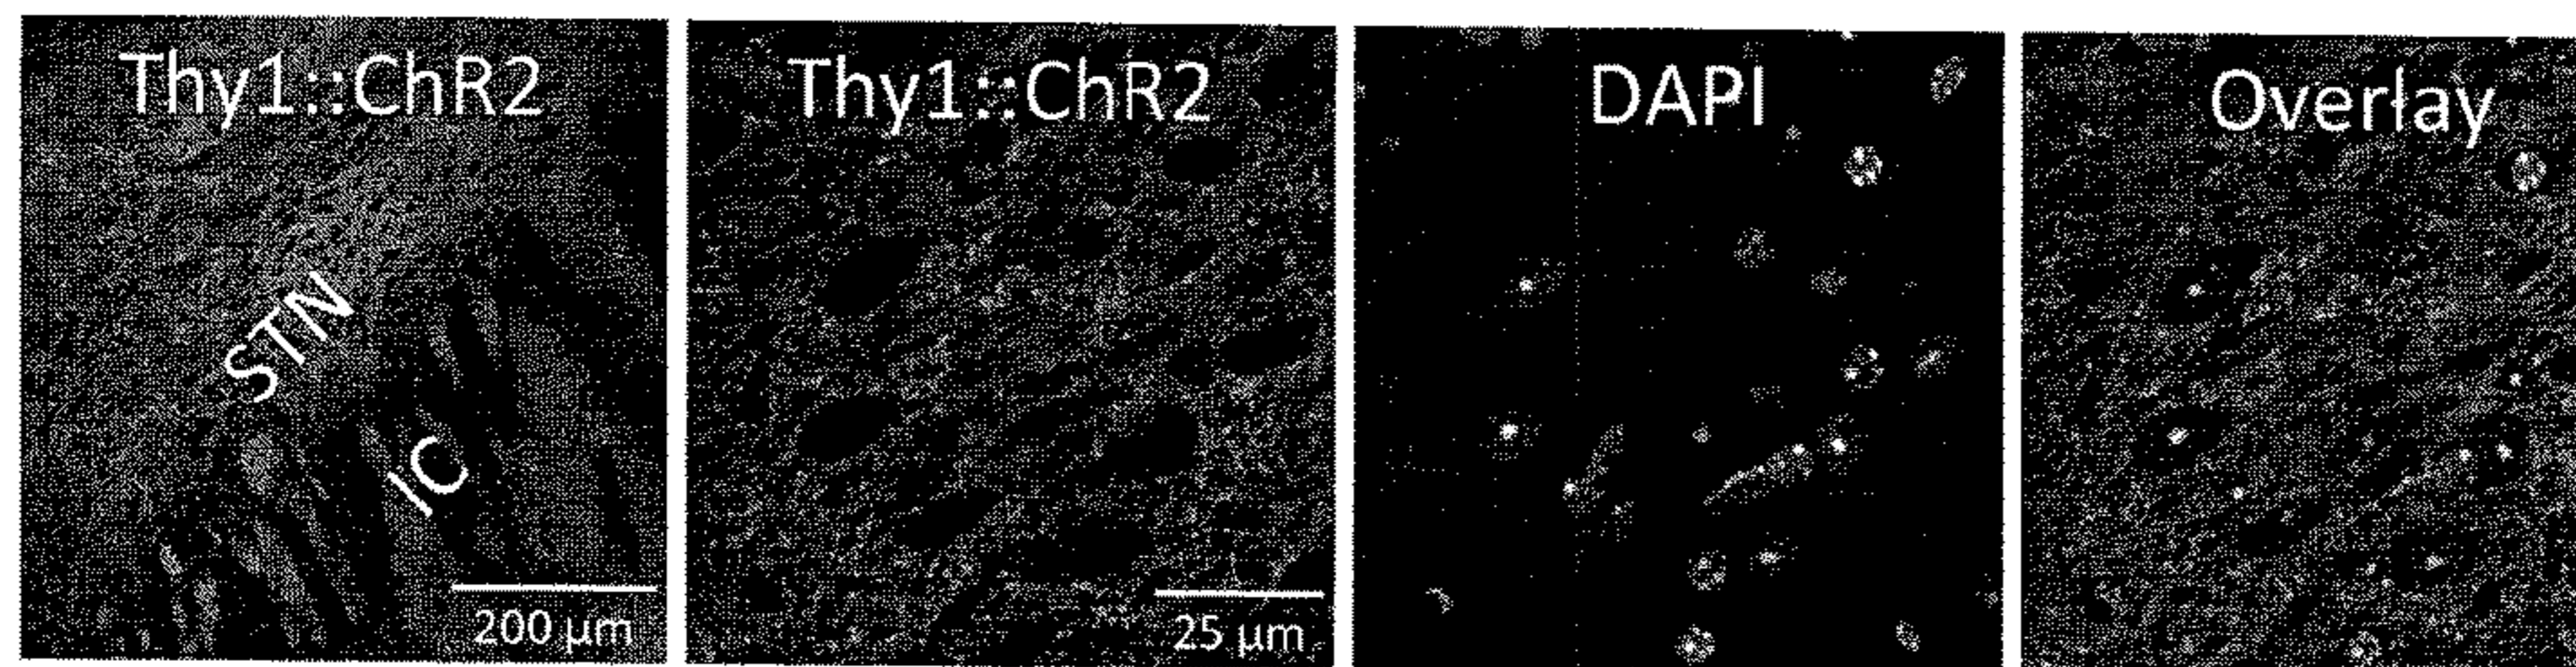 Thy1::ChR2
STN
IC
200 µm
Thy1::ChR2
25 µm
DAPI
Overlay